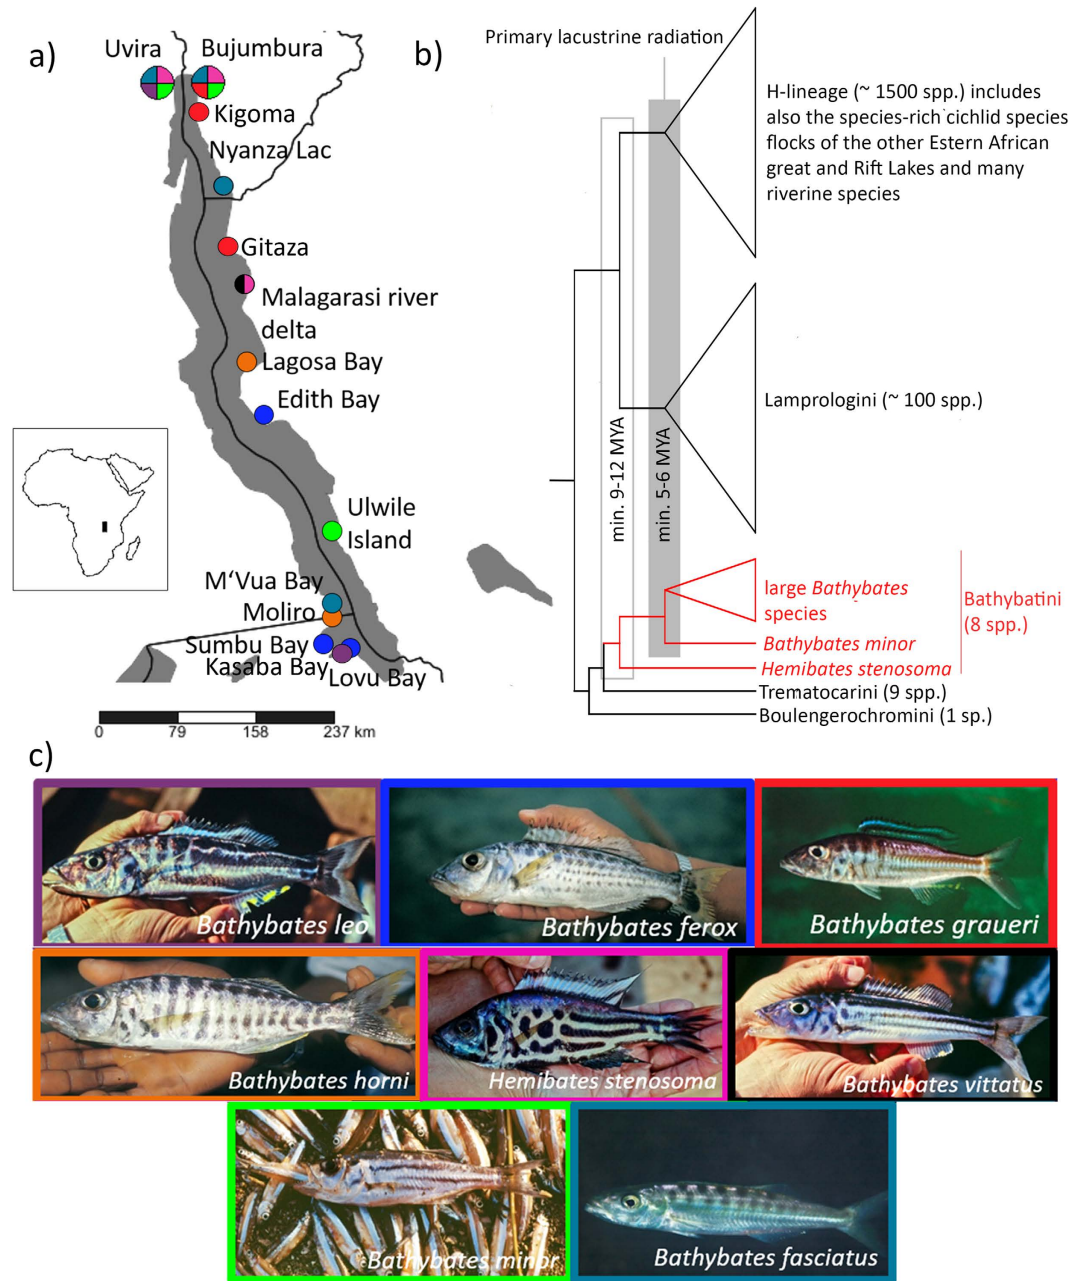 a)
Uvira
Bujumbura
Kigoma
Nyanza Lac
Gitaza
Malagarasi river
delta
Lagosa Bay
Edith Bay
Ulwile
Island
M'Vua Bay
Moliro
Sumbu Bay
Kasaba Bay
Lovu Bay
0 79 158 237 km
b)
Primary lacustrine radiation
H-lineage (~ 1500 spp.) includes
also the species-rich cichlid species
flocks of the other Estern African
great and Rift Lakes and many
riverine species
Lamprologini (~ 100 spp.)
min. 9-12 MYA
min. 5-6 MYA
large Bathybates
species
Bathybatini
(8 spp.)
Bathybates minor
Hemibates stenosoma
Trematocarini (9 spp.)
Boulengerochromini (1 sp.)
c)
Bathybates leo
Bathybates ferox
Bathybates graueri
Bathybates horni
Hemibates stenosoma
Bathybates vittatus
Bathybates minor
Bathybates fasciatus